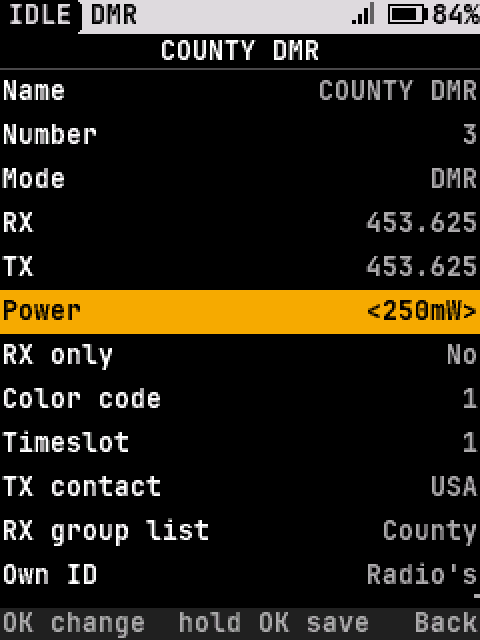 IDLE DMR 84%
COUNTY DMR
Name COUNTY DMR
Number 3
Mode DMR
RX 453.625
TX 453.625
Power <250mW>
RX only No
Color code 1
Timeslot 1
TX contact USA
RX group list County
Own ID Radio's
OK change hold OK save Back